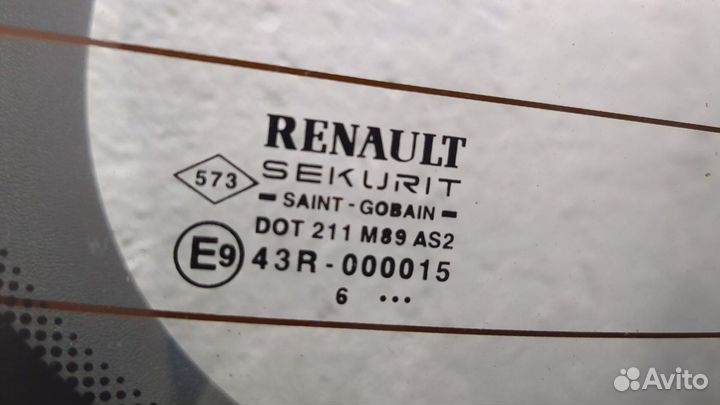 RENAULT
573
SEKURIT
- SAINT-GOBAIN -
DOT 211 M89 AS2
E9 43R-000015
6 ...
Avito